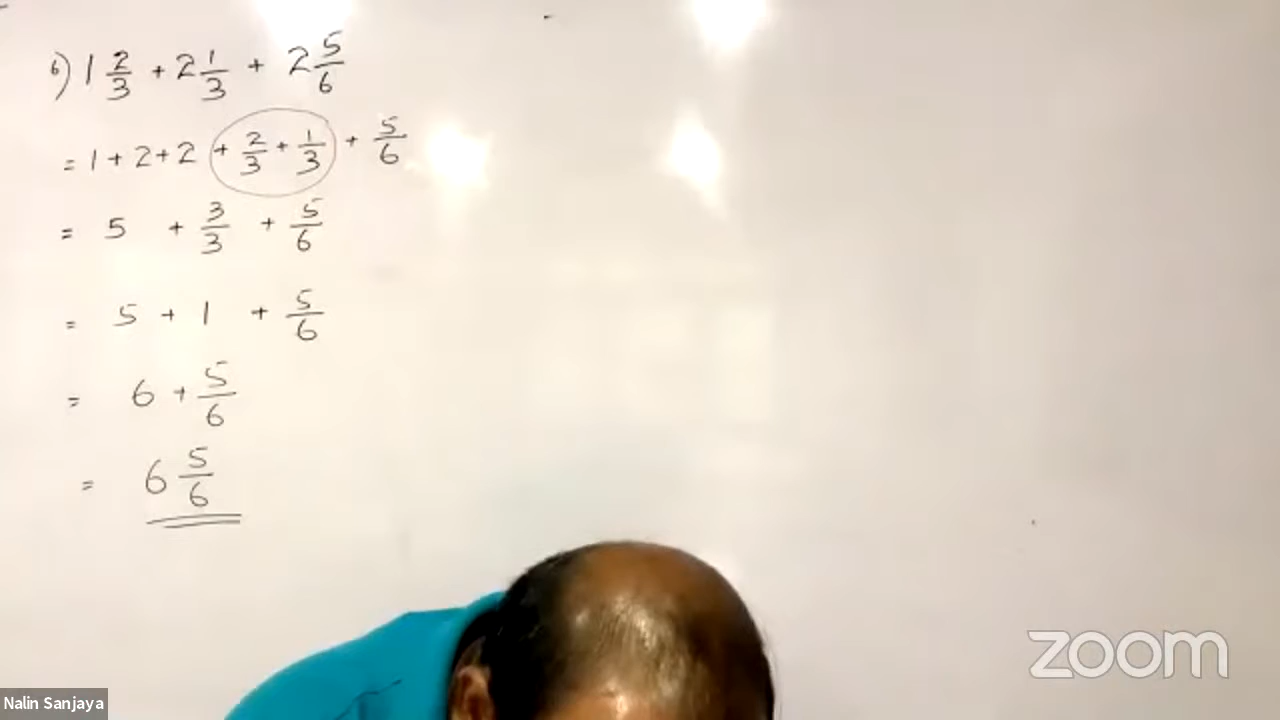 6) 1 2/3 + 2 1/3 + 2 5/6
= 1 + 2 + 2 + 2/3 + 1/3 + 5/6
= 5 + 3/3 + 5/6
= 5 + 1 + 5/6
= 6 + 5/6
= 6 5/6
zoom
Nalin Sanjaya